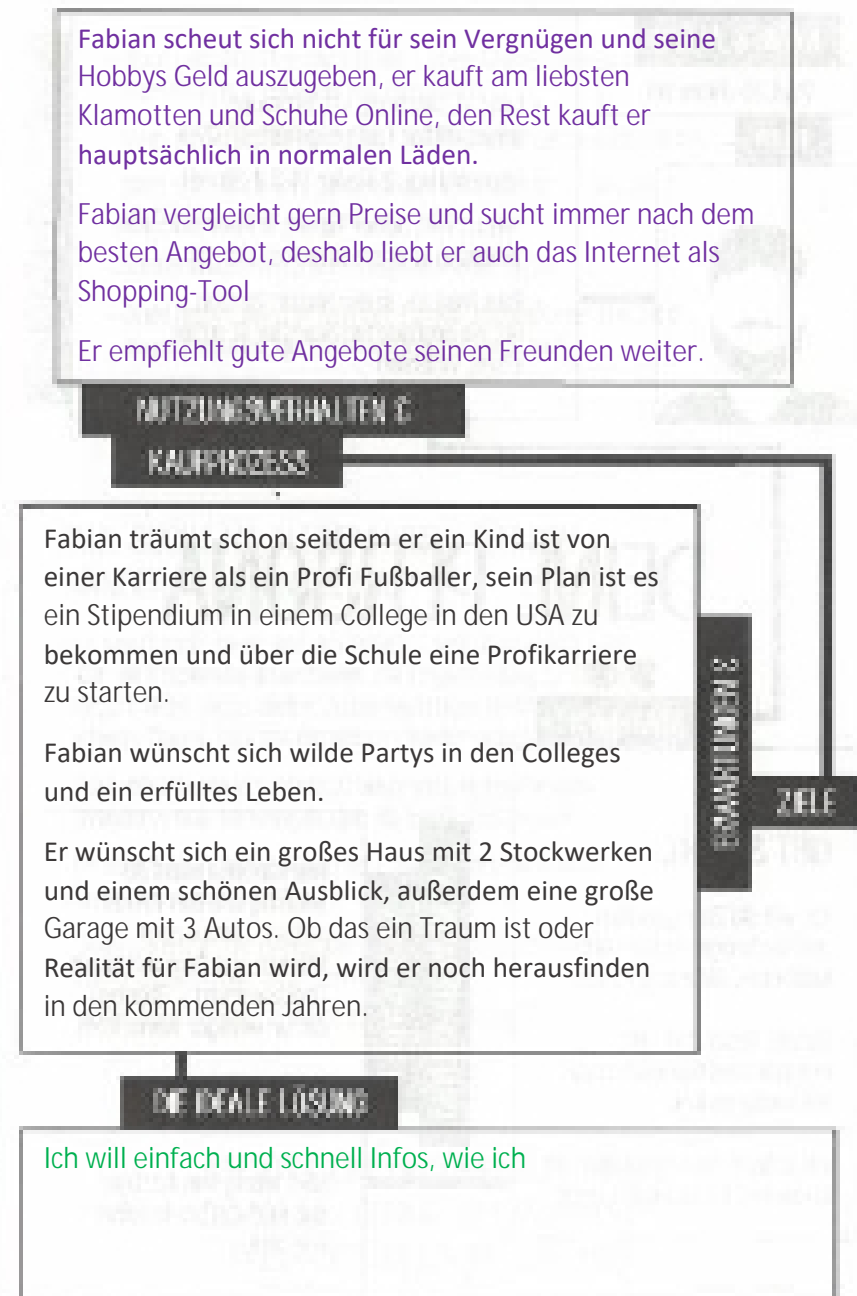 Fabian scheut sich nicht für sein Vergnügen und seine
Hobbys Geld auszugeben, er kauft am liebsten
Klamotten und Schuhe Online, den Rest kauft er
hauptsächlich in normalen Läden.
Fabian vergleicht gern Preise und sucht immer nach dem
besten Angebot, deshalb liebt er auch das Internet als
Shopping-Tool
Er empfiehlt gute Angebote seinen Freunden weiter.
NUTZUNGSVERHALTEN &
KAUFPROZESS
Fabian träumt schon seitdem er ein Kind ist von
einer Karriere als ein Profi Fußballer, sein Plan ist es
ein Stipendium in einem College in den USA zu
bekommen und über die Schule eine Profikarriere
zu starten.
Fabian wünscht sich wilde Partys in den Colleges
und ein erfülltes Leben.
Er wünscht sich ein großes Haus mit 2 Stockwerken
und einem schönen Ausblick, außerdem eine große
Garage mit 3 Autos. Ob das ein Traum ist oder
Realität für Fabian wird, wird er noch herausfinden
in den kommenden Jahren.
ERWARTUNGEN &
ZIELE
DIE IDEALE LÖSUNG
Ich will einfach und schnell Infos, wie ich